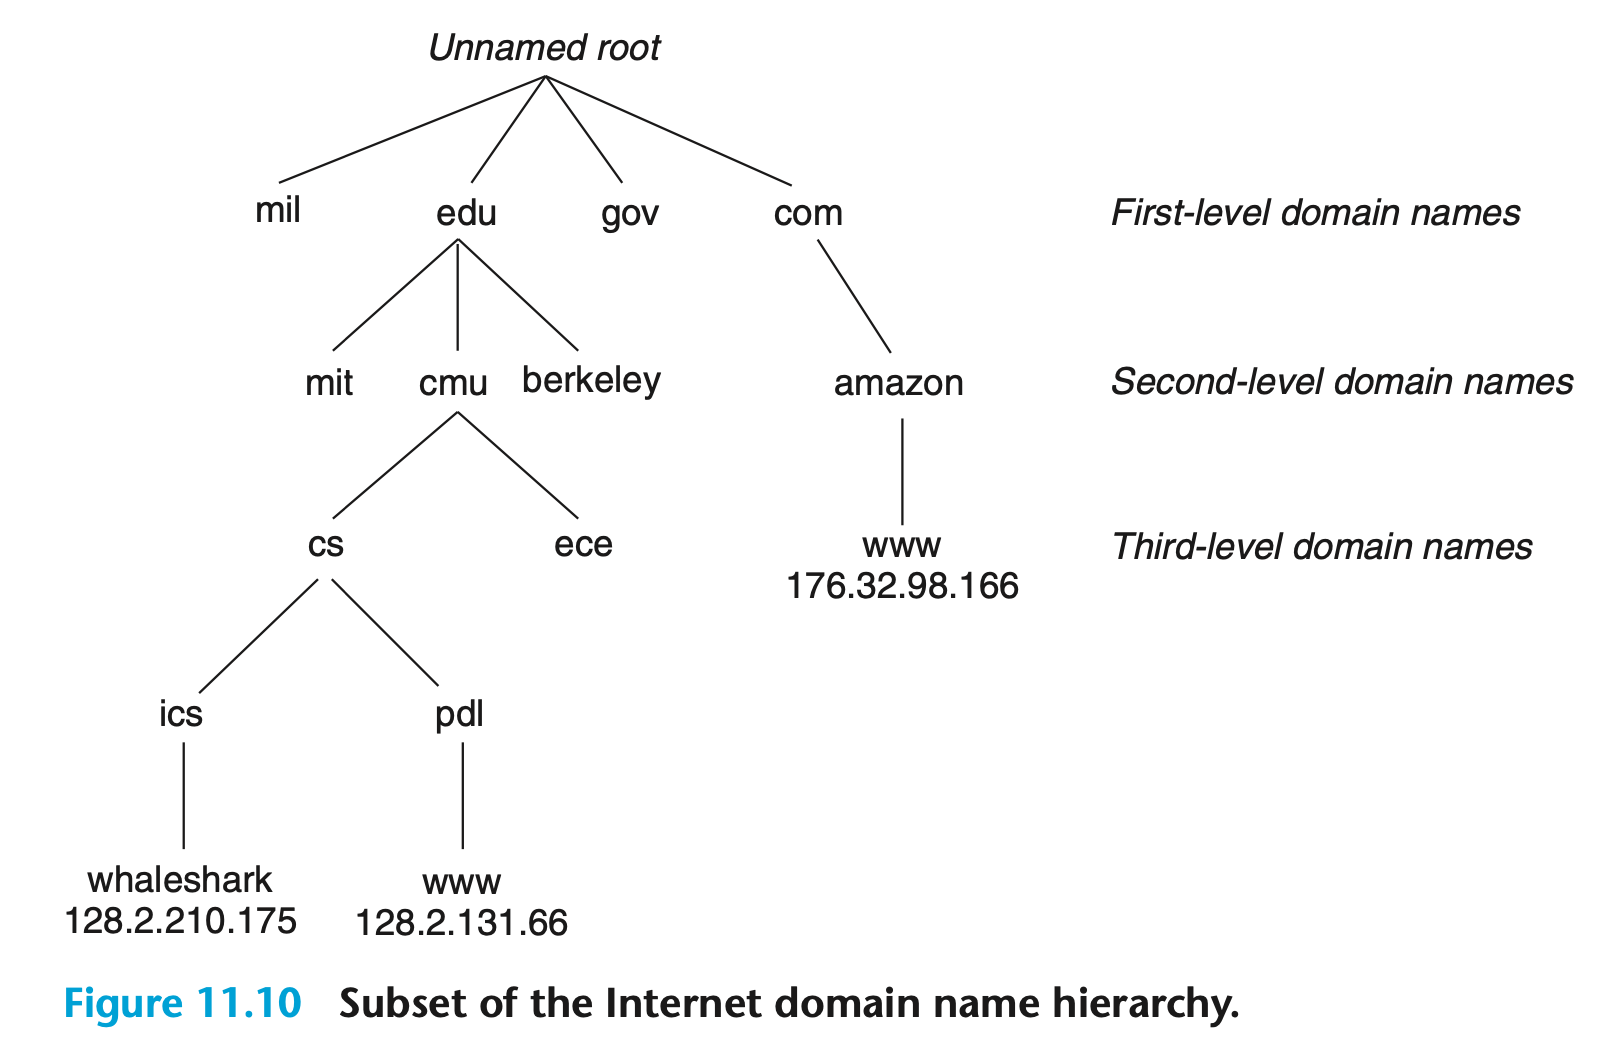 Unnamed root
mil edu gov com First-level domain names
mit cmu berkeley amazon Second-level domain names
cs ece www Third-level domain names
176.32.98.166
ics pdl
whaleshark www
128.2.210.175 128.2.131.66
Figure 11.10 Subset of the Internet domain name hierarchy.